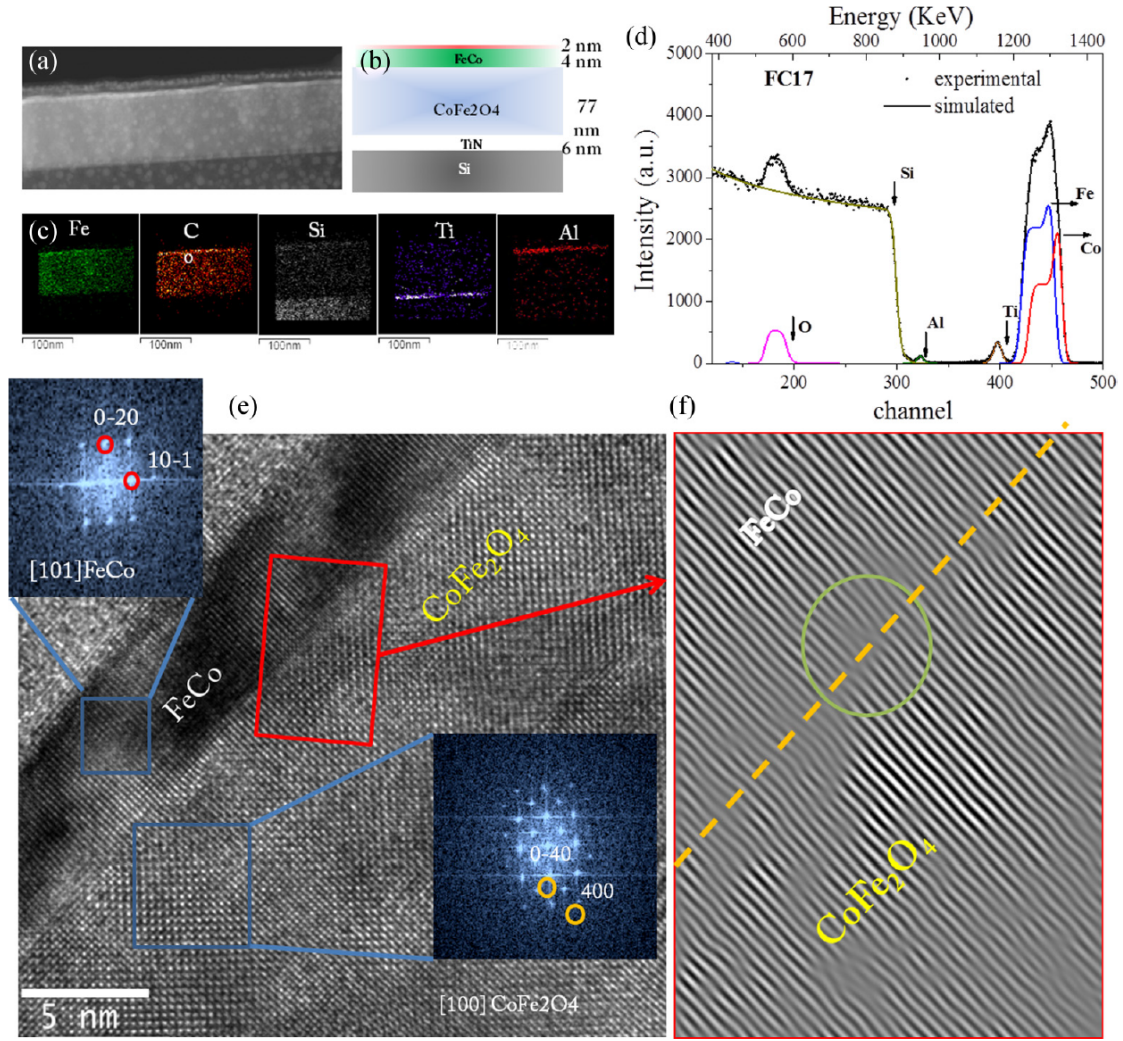 (a)
(b)
2 nm
FeCo
4 nm
CoFe2O4
77
nm
TiN
6 nm
Si
(c)
Fe
C
o
Si
Ti
Al
100nm
100nm
100nm
100nm
100nm
(d)
Energy (KeV)
400 600 800 1000 1200 1400
FC17
experimental
simulated
Intensity (a.u.)
5000
4000
3000
2000
1000
0
Si
Fe
Co
O
Al
Ti
200 300 400 500
channel
(e)
0-20
10-1
[101]FeCo
FeCo
CoFe2O4
0-40
400
[100] CoFe2O4
5 nm
(f)
FeCo
CoFe2O4